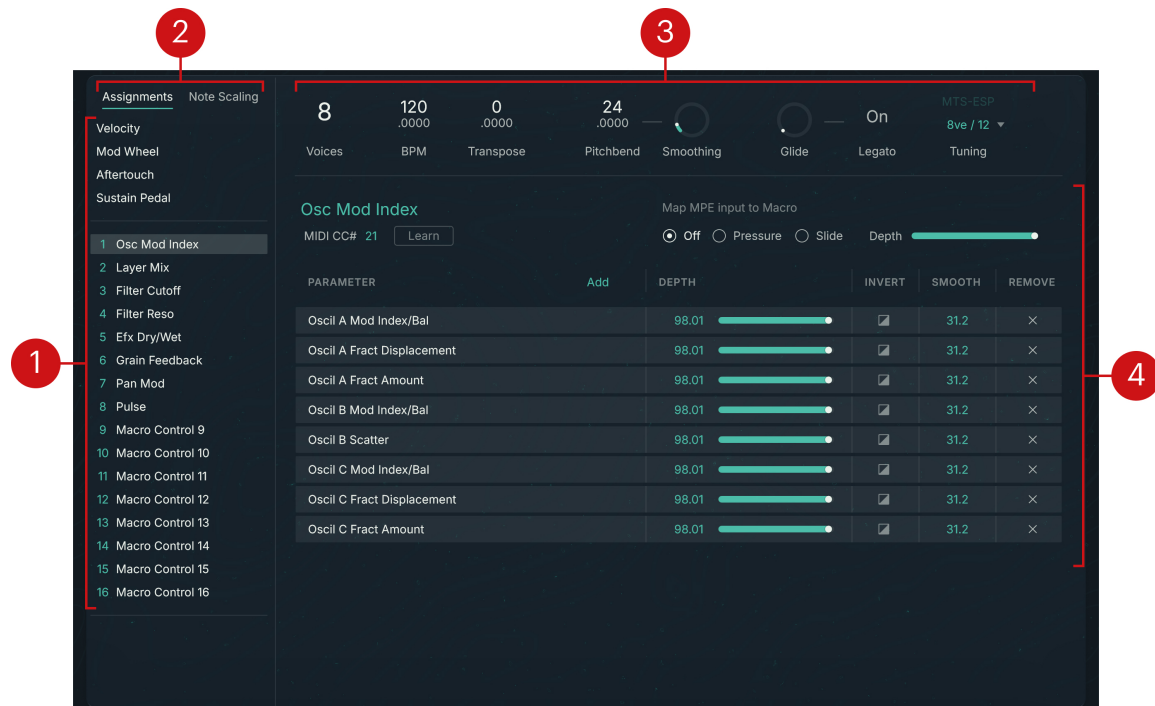 2
3
Assignments Note Scaling
Velocity
Mod Wheel
Aftertouch
Sustain Pedal
1 Osc Mod Index
2 Layer Mix
3 Filter Cutoff
4 Filter Reso
5 Efx Dry/Wet
6 Grain Feedback
7 Pan Mod
8 Pulse
9 Macro Control 9
10 Macro Control 10
11 Macro Control 11
12 Macro Control 12
13 Macro Control 13
14 Macro Control 14
15 Macro Control 15
16 Macro Control 16
1
8 120 0 24 On MTS-ESP
.0000 .0000 .0000 8ve / 12
Voices BPM Transpose Pitchbend Smoothing Glide Legato Tuning
Osc Mod Index Map MPE input to Macro
MIDI CC# 21 Learn Off Pressure Slide Depth
PARAMETER Add DEPTH INVERT SMOOTH REMOVE
Oscil A Mod Index/Bal 98.01 31.2
Oscil A Fract Displacement 98.01 31.2
Oscil A Fract Amount 98.01 31.2
Oscil B Mod Index/Bal 98.01 31.2
Oscil B Scatter 98.01 31.2
Oscil C Mod Index/Bal 98.01 31.2
Oscil C Fract Displacement 98.01 31.2
Oscil C Fract Amount 98.01 31.2
4